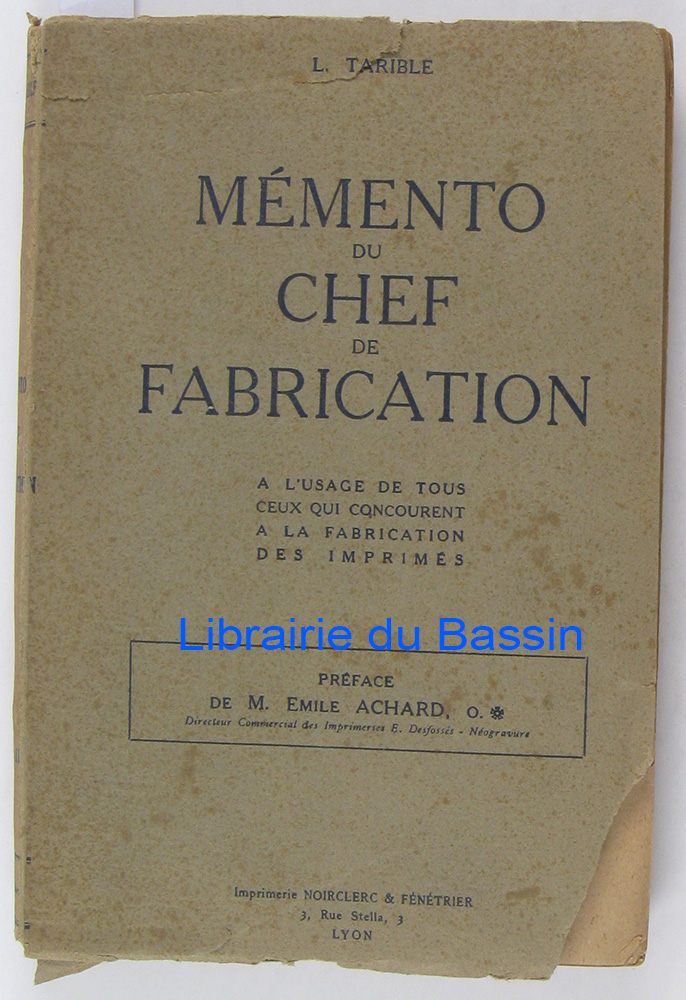 L. TARIBLE
MÉMENTO
DU
CHEF
DE
FABRICATION
A L'USAGE DE TOUS
CEUX QUI CONCOURENT
A LA FABRICATION
DES IMPRIMÉS
Librairie du Bassin
PRÉFACE
DE M. EMILE ACHARD, O.
Directeur Commercial des Imprimeries E. Desfossés - Néogravure
Imprimerie NOIRCLERC & FÉNÉTRIER
3, Rue Stella, 3
LYON